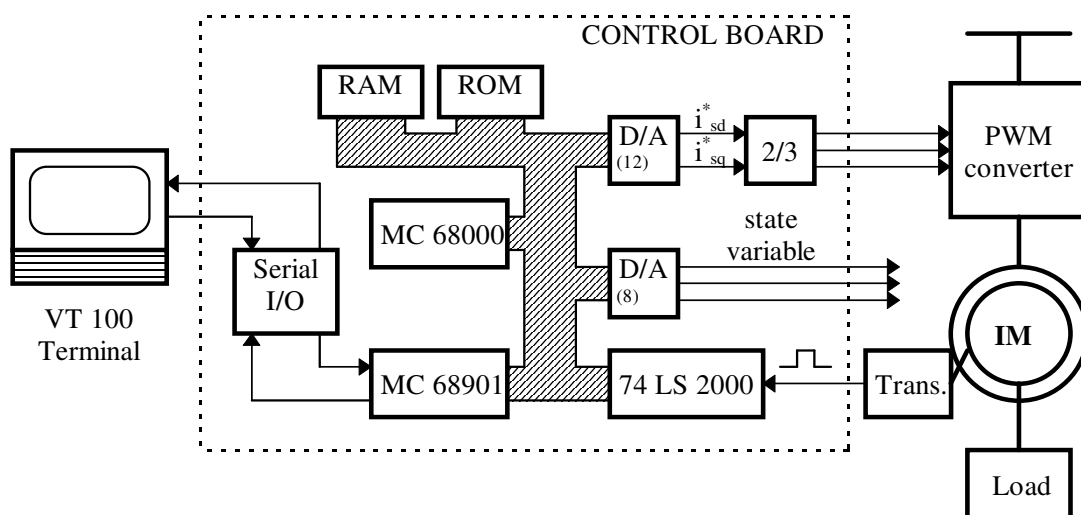 CONTROL BOARD
RAM
ROM
D/A
(12)
i*sd
i*sq
2/3
PWM
converter
MC 68000
state
variable
Serial
I/O
D/A
(8)
VT 100
Terminal
IM
MC 68901
74 LS 2000
Trans.
Load